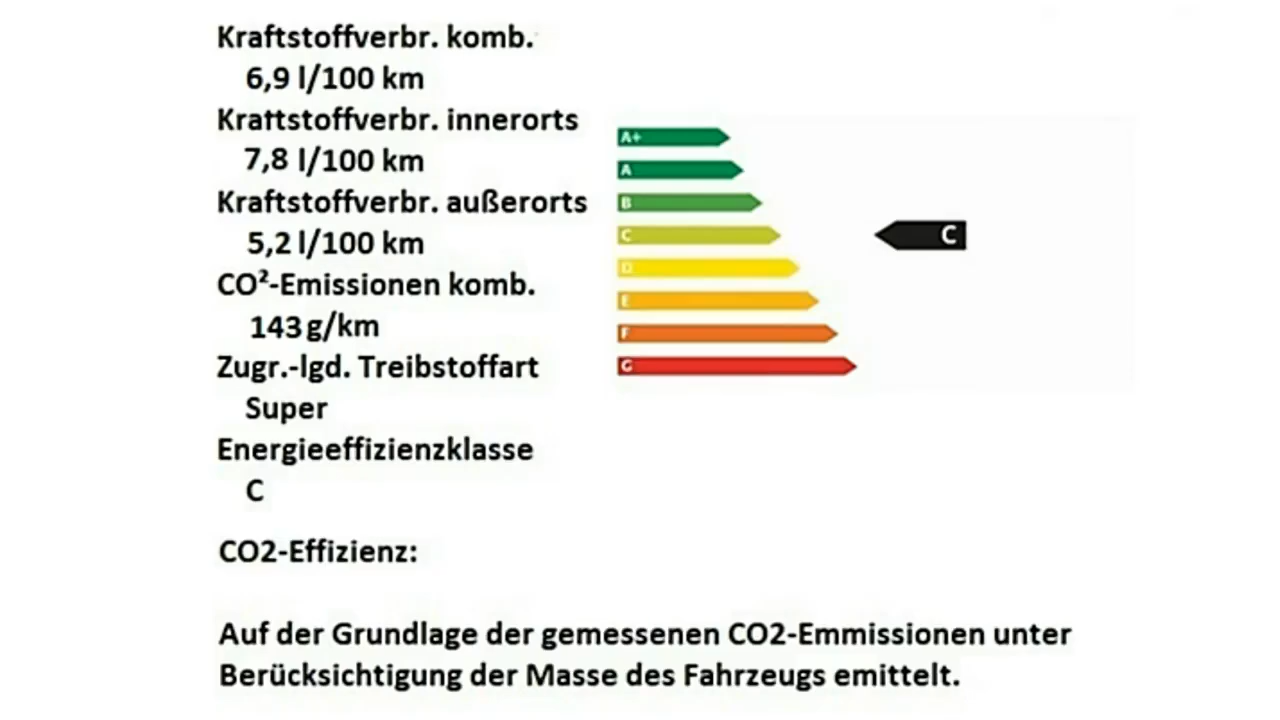 Kraftstoffverbr. komb.
6,9 l/100 km
Krattstoffverbr. innerorts
7,8 l/100 km
Kraftstoffverbr. außerorts
5,2 l/100 km
CO²-Emissionen komb.
143 g/km
Zugr.-lgd. Treibstoffart
Super
Energieeffizienzklasse
C
A+
A
B
C
D
E
F
G
C
CO2-Effizienz:
Auf der Grundlage der gemessenen CO2-Emmissionen unter
Berücksichtigung der Masse des Fahrzeugs emittelt.